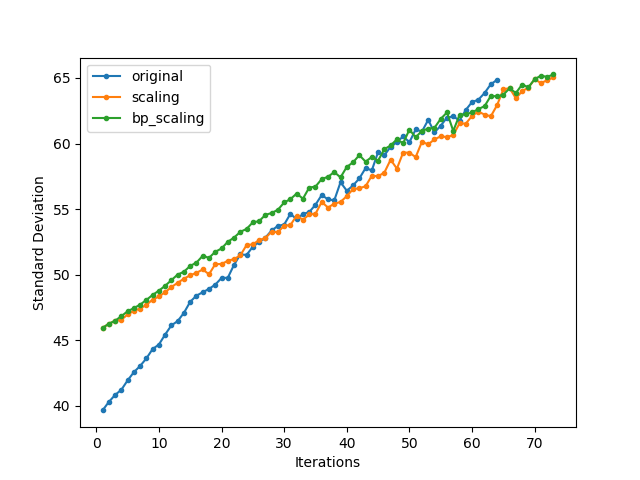 original
scaling
bp_scaling
65
60
55
50
45
40
Standard Deviation
0 10 20 30 40 50 60 70
Iterations